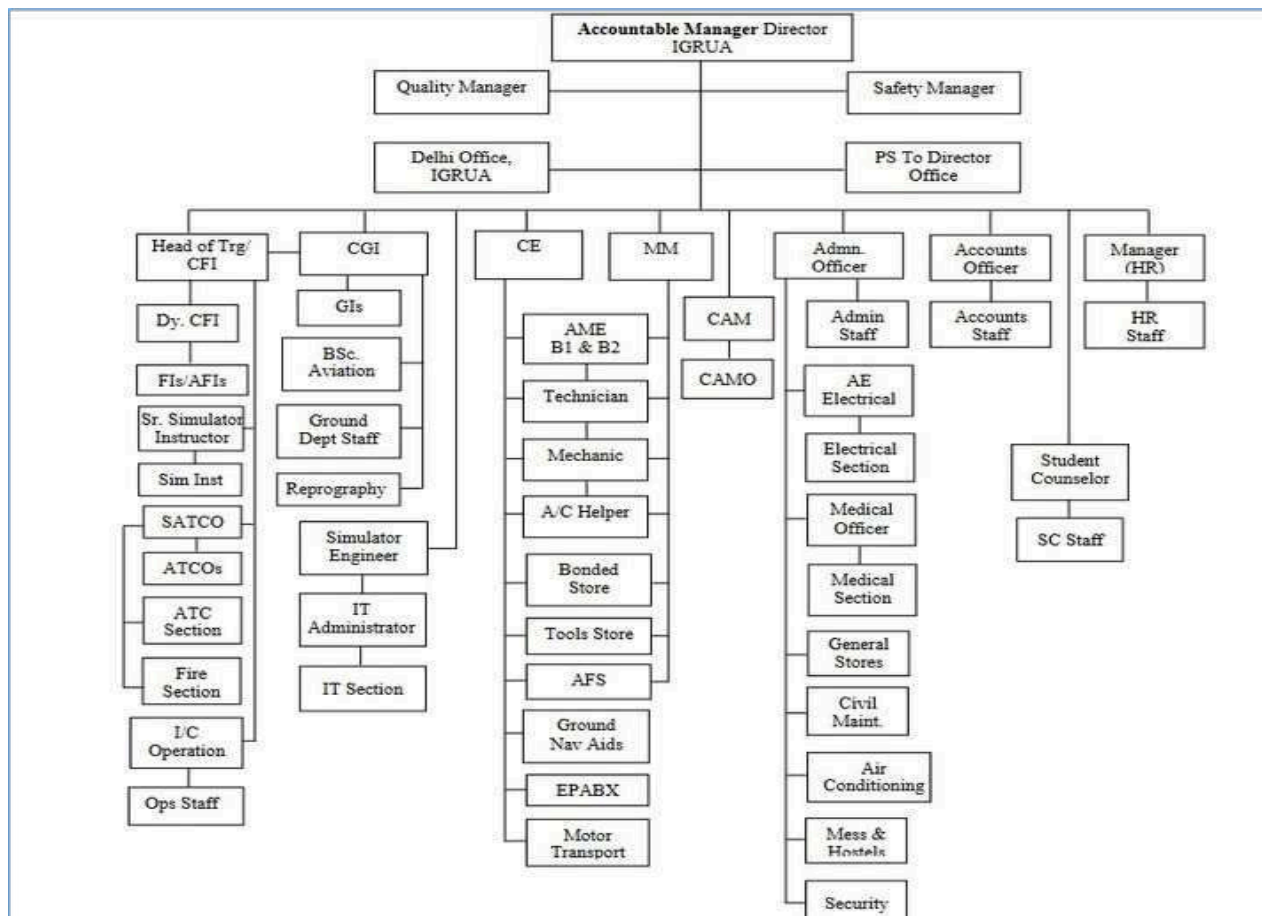 Accountable Manager Director
IGRUA
Quality Manager
Safety Manager
Delhi Office,
IGRUA
PS To Director
Office
Head of Trg/
CFI
CGI
CE
MM
Admn.
Officer
Accounts
Officer
Manager
(HR)
GIs
Dy. CFI
AME
B1 & B2
CAM
Admin
Staff
Accounts
Staff
HR
Staff
BSc.
Aviation
FIs/AFIs
Technician
CAMO
AE
Electrical
Sr. Simulator
Instructor
Ground
Dept Staff
Mechanic
Electrical
Section
Student
Counselor
Sim Inst
Reprography
A/C Helper
Medical
Officer
SATCO
Simulator
Engineer
SC Staff
ATCOs
Bonded
Store
Medical
Section
ATC
Section
IT
Administrator
Tools Store
General
Stores
Fire
Section
IT Section
AFS
Civil
Maint.
I/C
Operation
Ground
Nav Aids
Air
Conditioning
Ops Staff
EPABX
Motor
Transport
Mess &
Hostels
Security